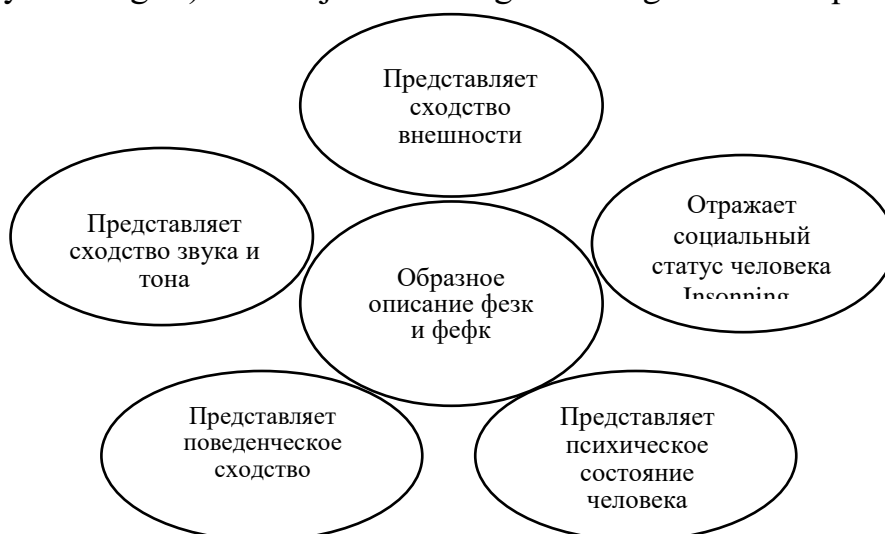 Представляет
сходство
внешности
Представляет
сходство звука и
тона
Отражает
социальный
статус человека
Insonning
Образное
описание фезк
и фефк
Представляет
поведенческое
сходство
Представляет
психическое
состояние
человека